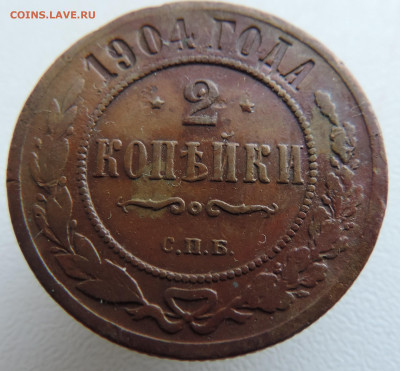 COINS.LAVE.RU
1904 ГОДА
2
КОПѢЙКИ
С.П.Б.